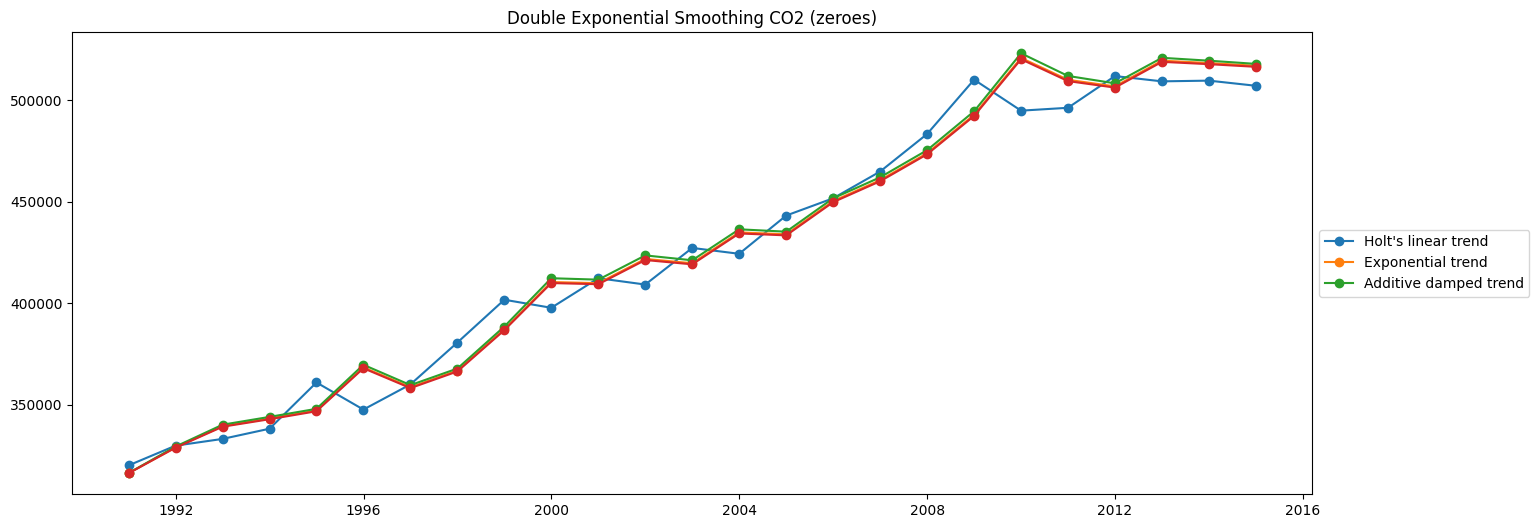 Double Exponential Smoothing CO2 (zeroes)
500000
450000
400000
350000
Holt's linear trend
Exponential trend
Additive damped trend
1992 1996 2000 2004 2008 2012 2016